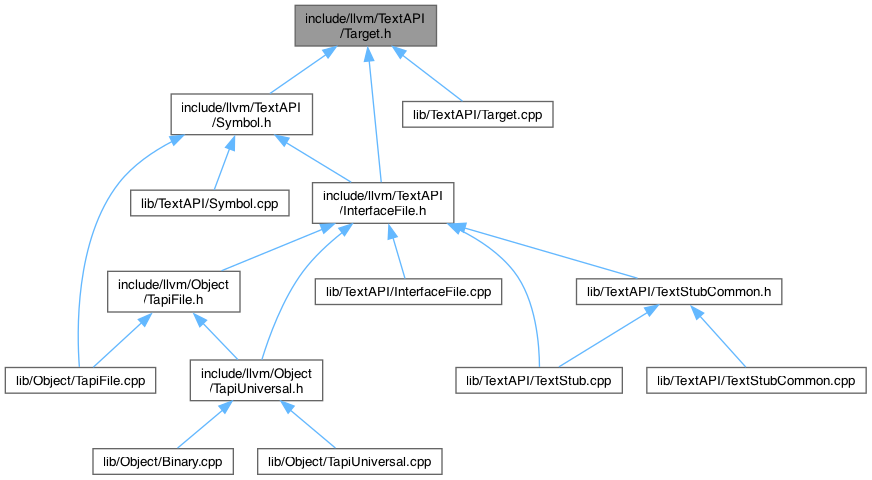 include/llvm/TextAPI
/Target.h
include/llvm/TextAPI
/Symbol.h
lib/TextAPI/Target.cpp
lib/TextAPI/Symbol.cpp
include/llvm/TextAPI
/InterfaceFile.h
include/llvm/Object
/TapiFile.h
lib/TextAPI/InterfaceFile.cpp
lib/TextAPI/TextStubCommon.h
lib/Object/TapiFile.cpp
include/llvm/Object
/TapiUniversal.h
lib/TextAPI/TextStub.cpp
lib/TextAPI/TextStubCommon.cpp
lib/Object/Binary.cpp
lib/Object/TapiUniversal.cpp